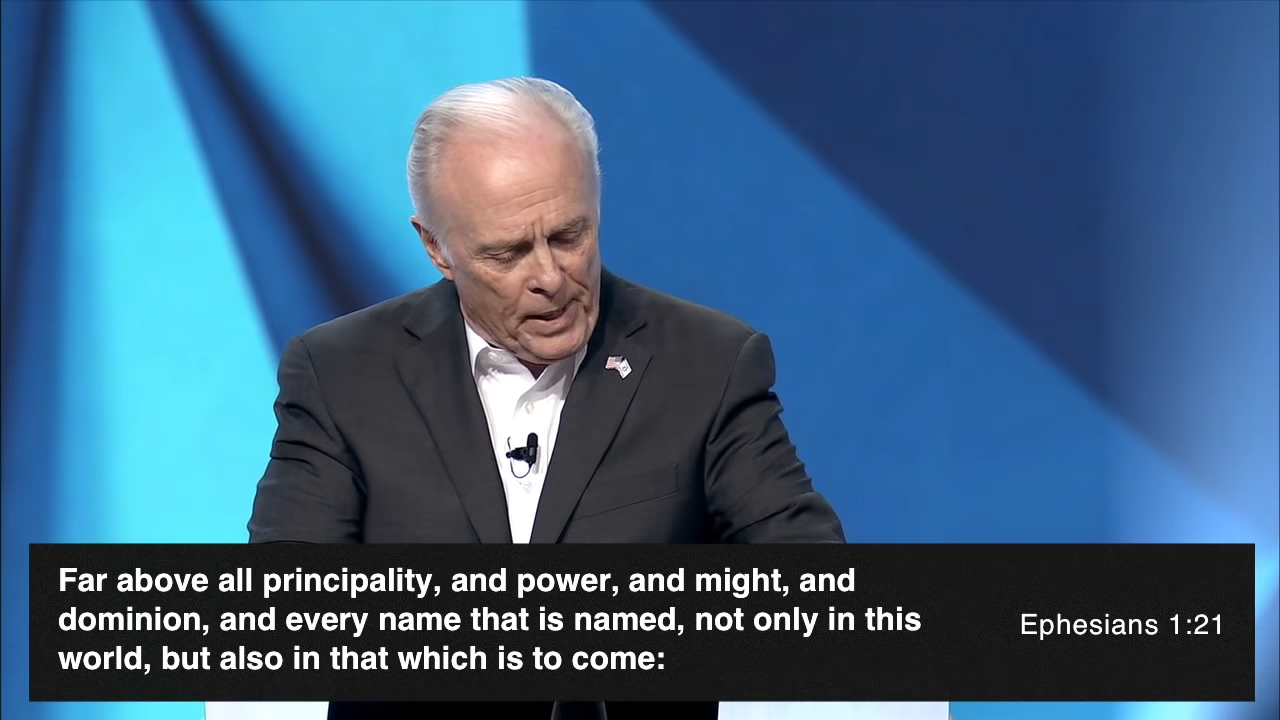 Far above all principality, and power, and might, and
dominion, and every name that is named, not only in this
world, but also in that which is to come:
Ephesians 1:21